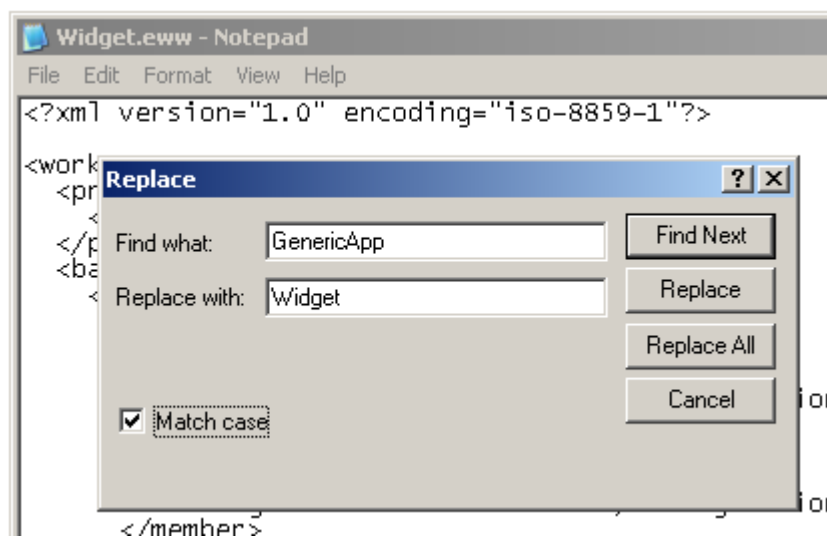 Widget.eww - Notepad
File Edit Format View Help
<?xml version="1.0" encoding="iso-8859-1"?>
<work
Replace
<pr
<
Find what: GenericApp Find Next
</p
<ba
<
Replace with: Widget Replace
Replace All
Cancel
Match case
</member>